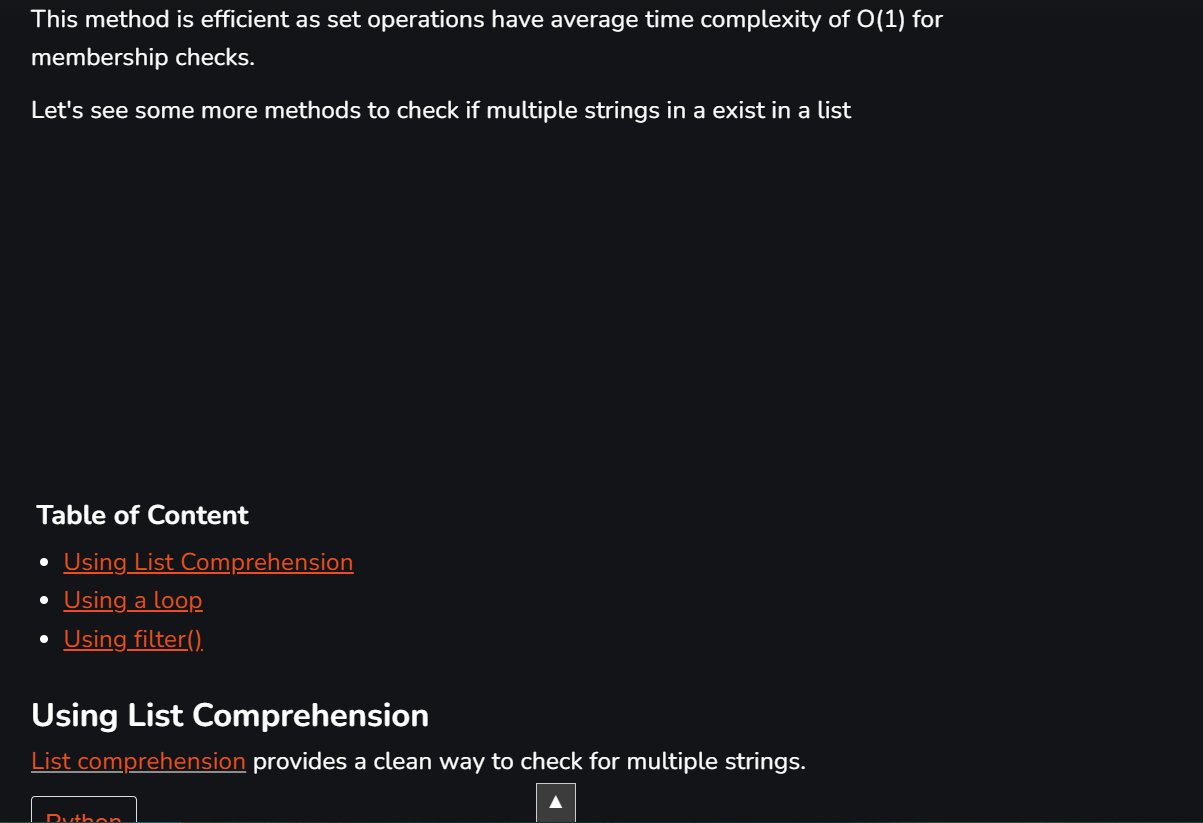 This method is efficient as set operations have average time complexity of O(1) for
membership checks.
Let's see some more methods to check if multiple strings in a exist in a list
Table of Content
Using List Comprehension
Using a loop
Using filter()
Using List Comprehension
List comprehension provides a clean way to check for multiple strings.
Python